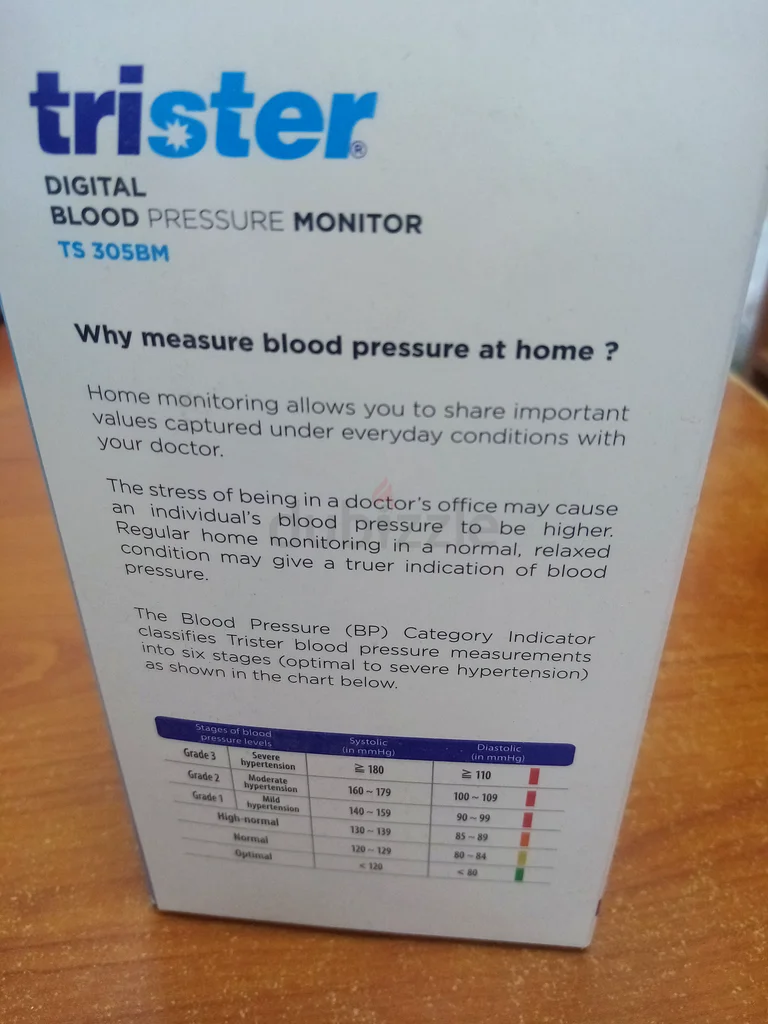 trister®
DIGITAL
BLOOD PRESSURE MONITOR
TS 305BM
Why measure blood pressure at home ?
Home monitoring allows you to share important
values captured under everyday conditions with
your doctor.
The stress of being in a doctor's office may cause
an individual's blood pressure to be higher.
dubizzle
Regular home monitoring in a normal, relaxed
condition may give a truer indication of blood
pressure.
The Blood Pressure (BP) Category Indicator
classifies Trister blood pressure measurements
into six stages (optimal to severe hypertension)
as shown in the chart below.
Stages of blood pressure levels Systolic (in mmHg) Diastolic (in mmHg)
Grade 3 Severe hypertension ≧ 180 ≧ 110
Grade 2 Moderate hypertension 160 ~ 179 100 ~ 109
Grade 1 Mild hypertension 140 ~ 159 90 ~ 99
High-normal 130 ~ 139 85 ~ 89
Normal 120 ~ 129 80 ~ 84
Optimal < 120 < 80